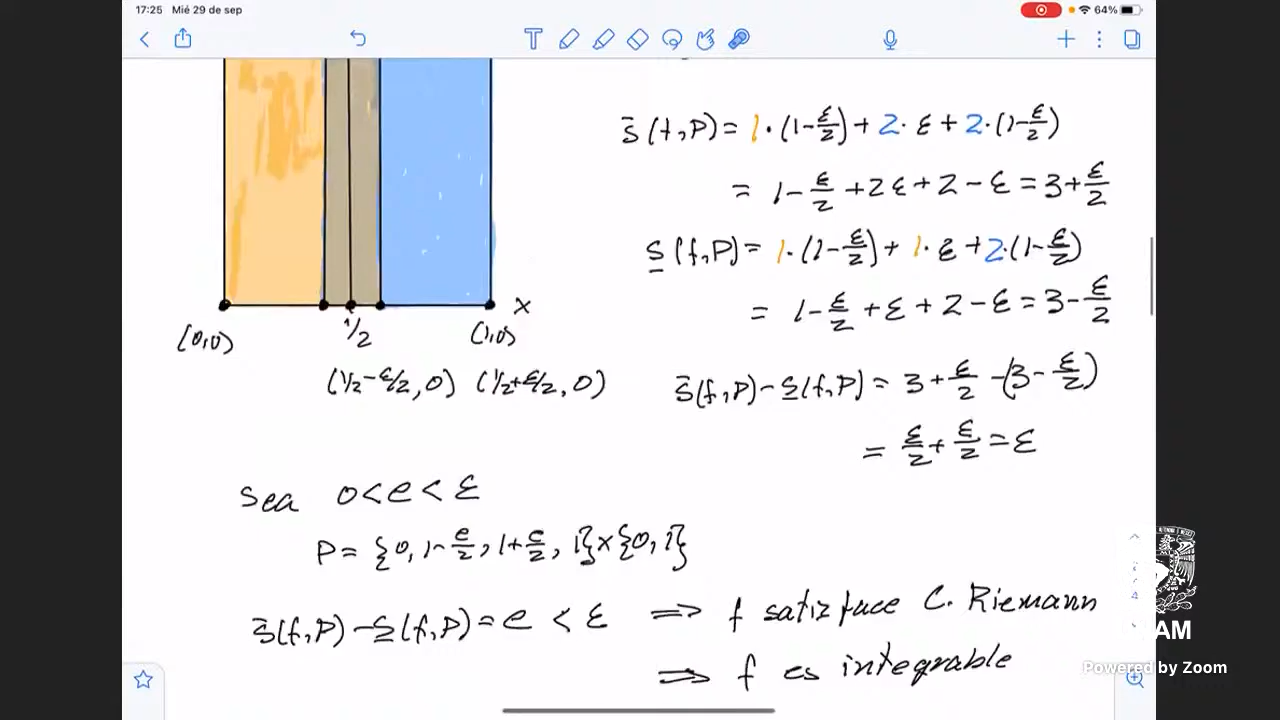 17:25 Mié 29 de sep
64%
S̄(f,P)= 1·(1-ε/2)+2·ε+2·(1-ε/2)
= 1-ε/2+2ε+2-ε=3+ε/2
S̲(f,P)= 1·(1-ε/2)+1·ε+2·(1-ε/2)
= 1-ε/2+ε+2-ε=3-ε/2
x
(0,0) 1/2 (1,0)
(1/2-ε/2, 0) (1/2+ε/2, 0)
S̄(f,P)-S̲(f,P)= 3+ε/2-(3-ε/2)
= ε/2+ε/2=ε
Sea 0<e<ε
P={0, 1-e/2, 1+e/2, 1}x{0,1}
S̄(f,P)-S̲(f,P)=e<ε ⟹ f satisface C. Riemann
⟹ f es integrable
Powered by Zoom